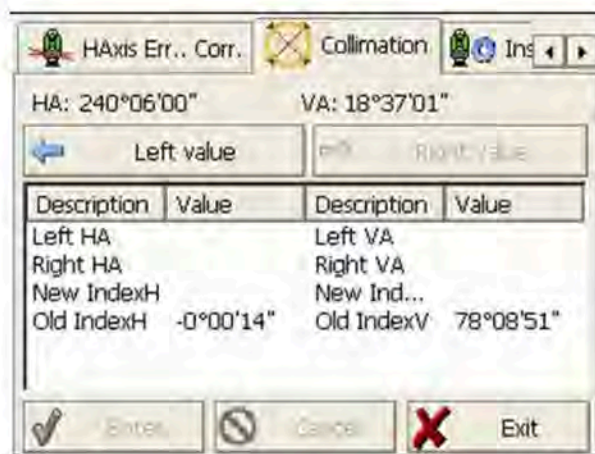 HAxis Err.. Corr. Collimation Ins
HA: 240°06'00" VA: 18°37'01"
Left value Right value
Description Value Description Value
Left HA Left VA
Right HA Right VA
New IndexH New Ind...
Old IndexH -0°00'14" Old IndexV 78°08'51"
Enter Cancel Exit